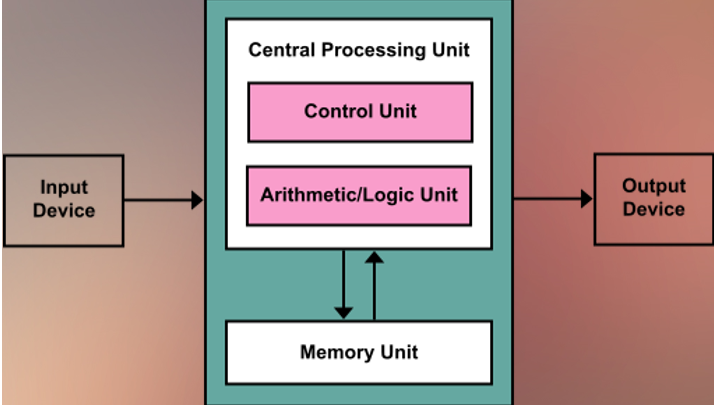 Central Processing Unit
Control Unit
Arithmetic/Logic Unit
Input
Device
Output
Device
Memory Unit